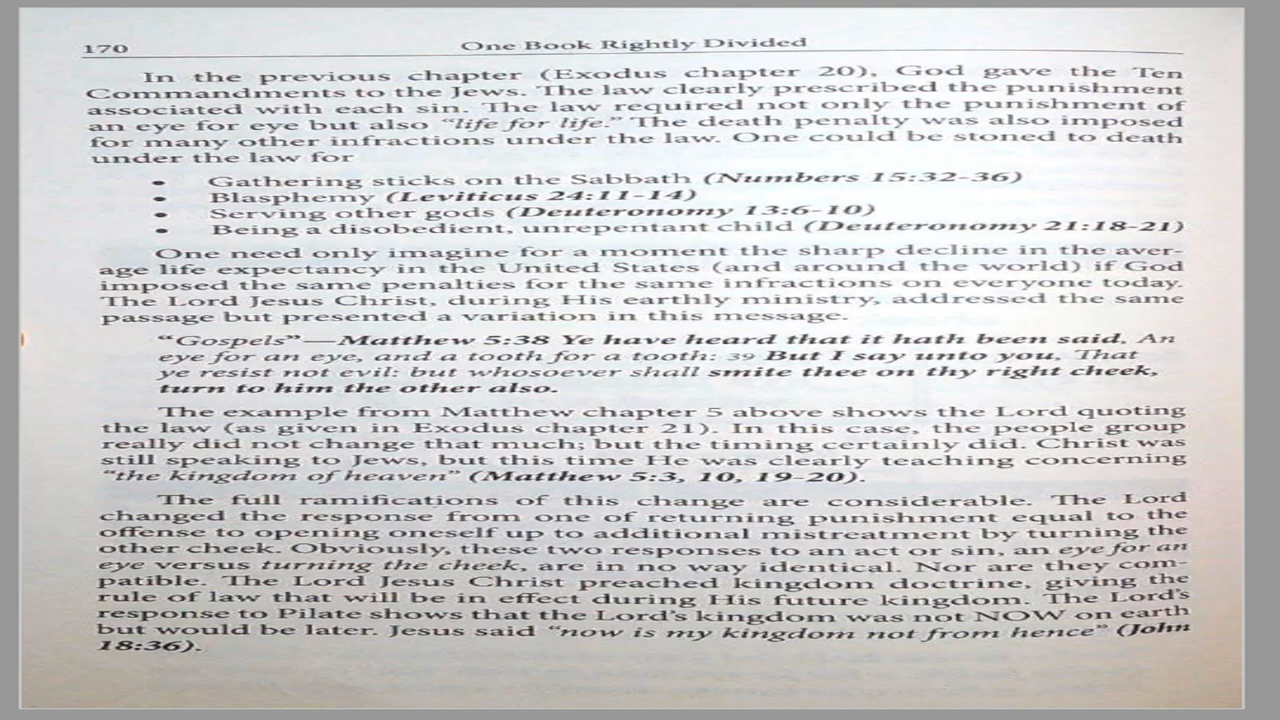 170
One Book Rightly Divided
In the previous chapter (Exodus chapter 20), God gave the Ten
Commandments to the Jews. The law clearly prescribed the punishment
associated with each sin. The law required not only the punishment of
an eye for eye but also “life for life.” The death penalty was also imposed
for many other infractions under the law. One could be stoned to death
under the law for
• Gathering sticks on the Sabbath (Numbers 15:32-36)
• Blasphemy (Leviticus 24:11-14)
• Serving other gods (Deuteronomy 13:6-10)
• Being a disobedient, unrepentant child (Deuteronomy 21:18-21)
One need only imagine for a moment the sharp decline in the aver-
age life expectancy in the United States (and around the world) if God
imposed the same penalties for the same infractions on everyone today.
The Lord Jesus Christ, during His earthly ministry, addressed the same
passage but presented a variation in this message.
“Gospels”—Matthew 5:38 Ye have heard that it hath been said, An
eye for an eye, and a tooth for a tooth: 39 But I say unto you, That
ye resist not evil: but whosoever shall smite thee on thy right cheek,
turn to him the other also.
The example from Matthew chapter 5 above shows the Lord quoting
the law (as given in Exodus chapter 21). In this case, the people group
really did not change that much; but the timing certainly did. Christ was
still speaking to Jews, but this time He was clearly teaching concerning
“the kingdom of heaven” (Matthew 5:3, 10, 19-20).
The full ramifications of this change are considerable. The Lord
changed the response from one of returning punishment equal to the
offense to opening oneself up to additional mistreatment by turning the
other cheek. Obviously, these two responses to an act or sin, an eye for an
eye versus turning the cheek, are in no way identical. Nor are they com-
patible. The Lord Jesus Christ preached kingdom doctrine, giving the
rule of law that will be in effect during His future kingdom. The Lord’s
response to Pilate shows that the Lord’s kingdom was not NOW on earth
but would be later. Jesus said “now is my kingdom not from hence” (John
18:36).